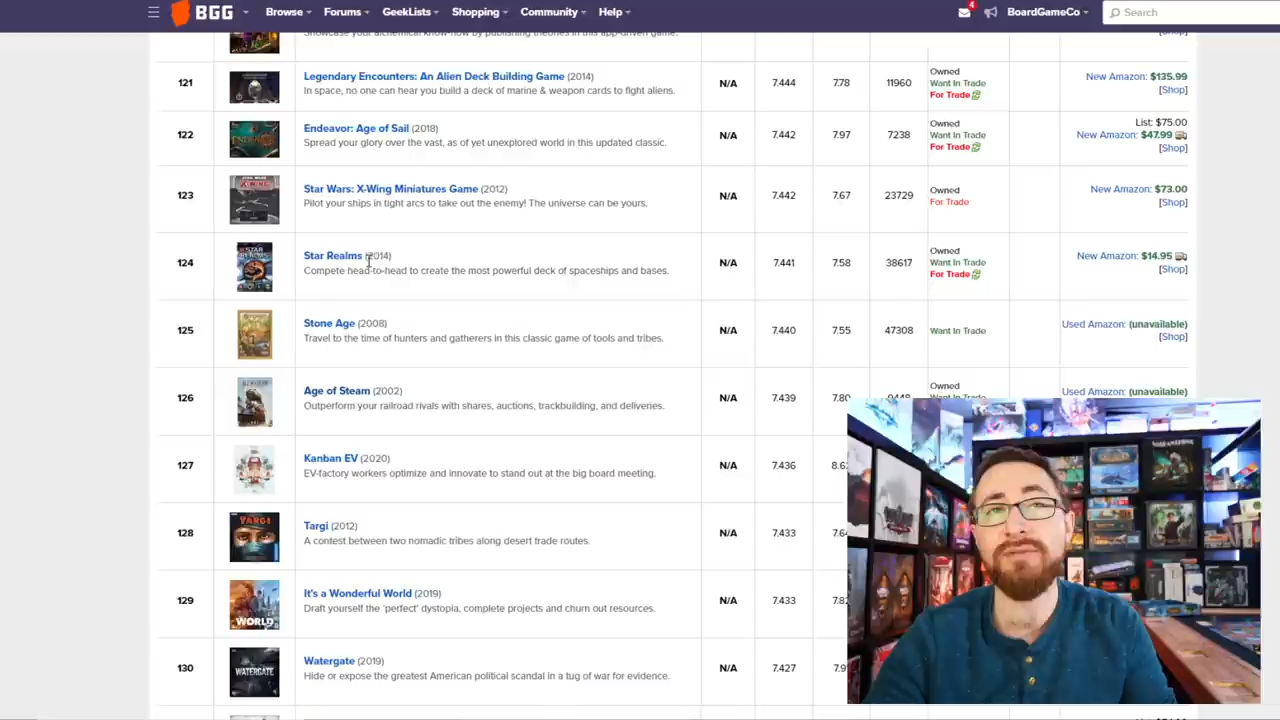 BGG Browse Forums GeekLists Shopping Community Help 4 BoardGameCo Search
Showcase your alchemical know-how by publishing theories in this app-driven game. [Shop]
121 Legendary Encounters: An Alien Deck Building Game (2014) N/A 7.444 7.78 11960 Owned New Amazon: $135.99
In space, no one can hear you build a deck of marine & weapon cards to fight aliens. Want In Trade [Shop]
For Trade
122 Endeavor: Age of Sail (2018) N/A 7.442 7.97 7238 Owned List: $75.00
Spread your glory over the vast, as of yet unexplored world in this updated classic. Want In Trade New Amazon: $47.99
For Trade [Shop]
123 Star Wars: X-Wing Miniatures Game (2012) N/A 7.442 7.67 23729 Owned New Amazon: $73.00
Pilot your ships in tight arcs to take out the enemy! The universe can be yours. For Trade [Shop]
124 Star Realms (2014) N/A 7.441 7.58 38617 Owned New Amazon: $14.95
Compete head-to-head to create the most powerful deck of spaceships and bases. Want In Trade [Shop]
For Trade
125 Stone Age (2008) N/A 7.440 7.55 47308 Want In Trade Used Amazon: (unavailable)
Travel to the time of hunters and gatherers in this classic game of tools and tribes. [Shop]
126 Age of Steam (2002) N/A 7.439 7.80 9448 Owned Used Amazon: (unavailable)
Outperform your railroad rivals with shares, auctions, trackbuilding, and deliveries.
127 Kanban EV (2020) N/A 7.436
EV-factory workers optimize and innovate to stand out at the big board meeting.
128 Targi (2012) N/A 7.433
A contest between two nomadic tribes along desert trade routes.
129 It's a Wonderful World (2019) N/A 7.433
Draft yourself the 'perfect' dystopia, complete projects and churn out resources.
130 Watergate (2019) N/A 7.427
Hide or expose the greatest American political scandal in a tug of war for evidence.